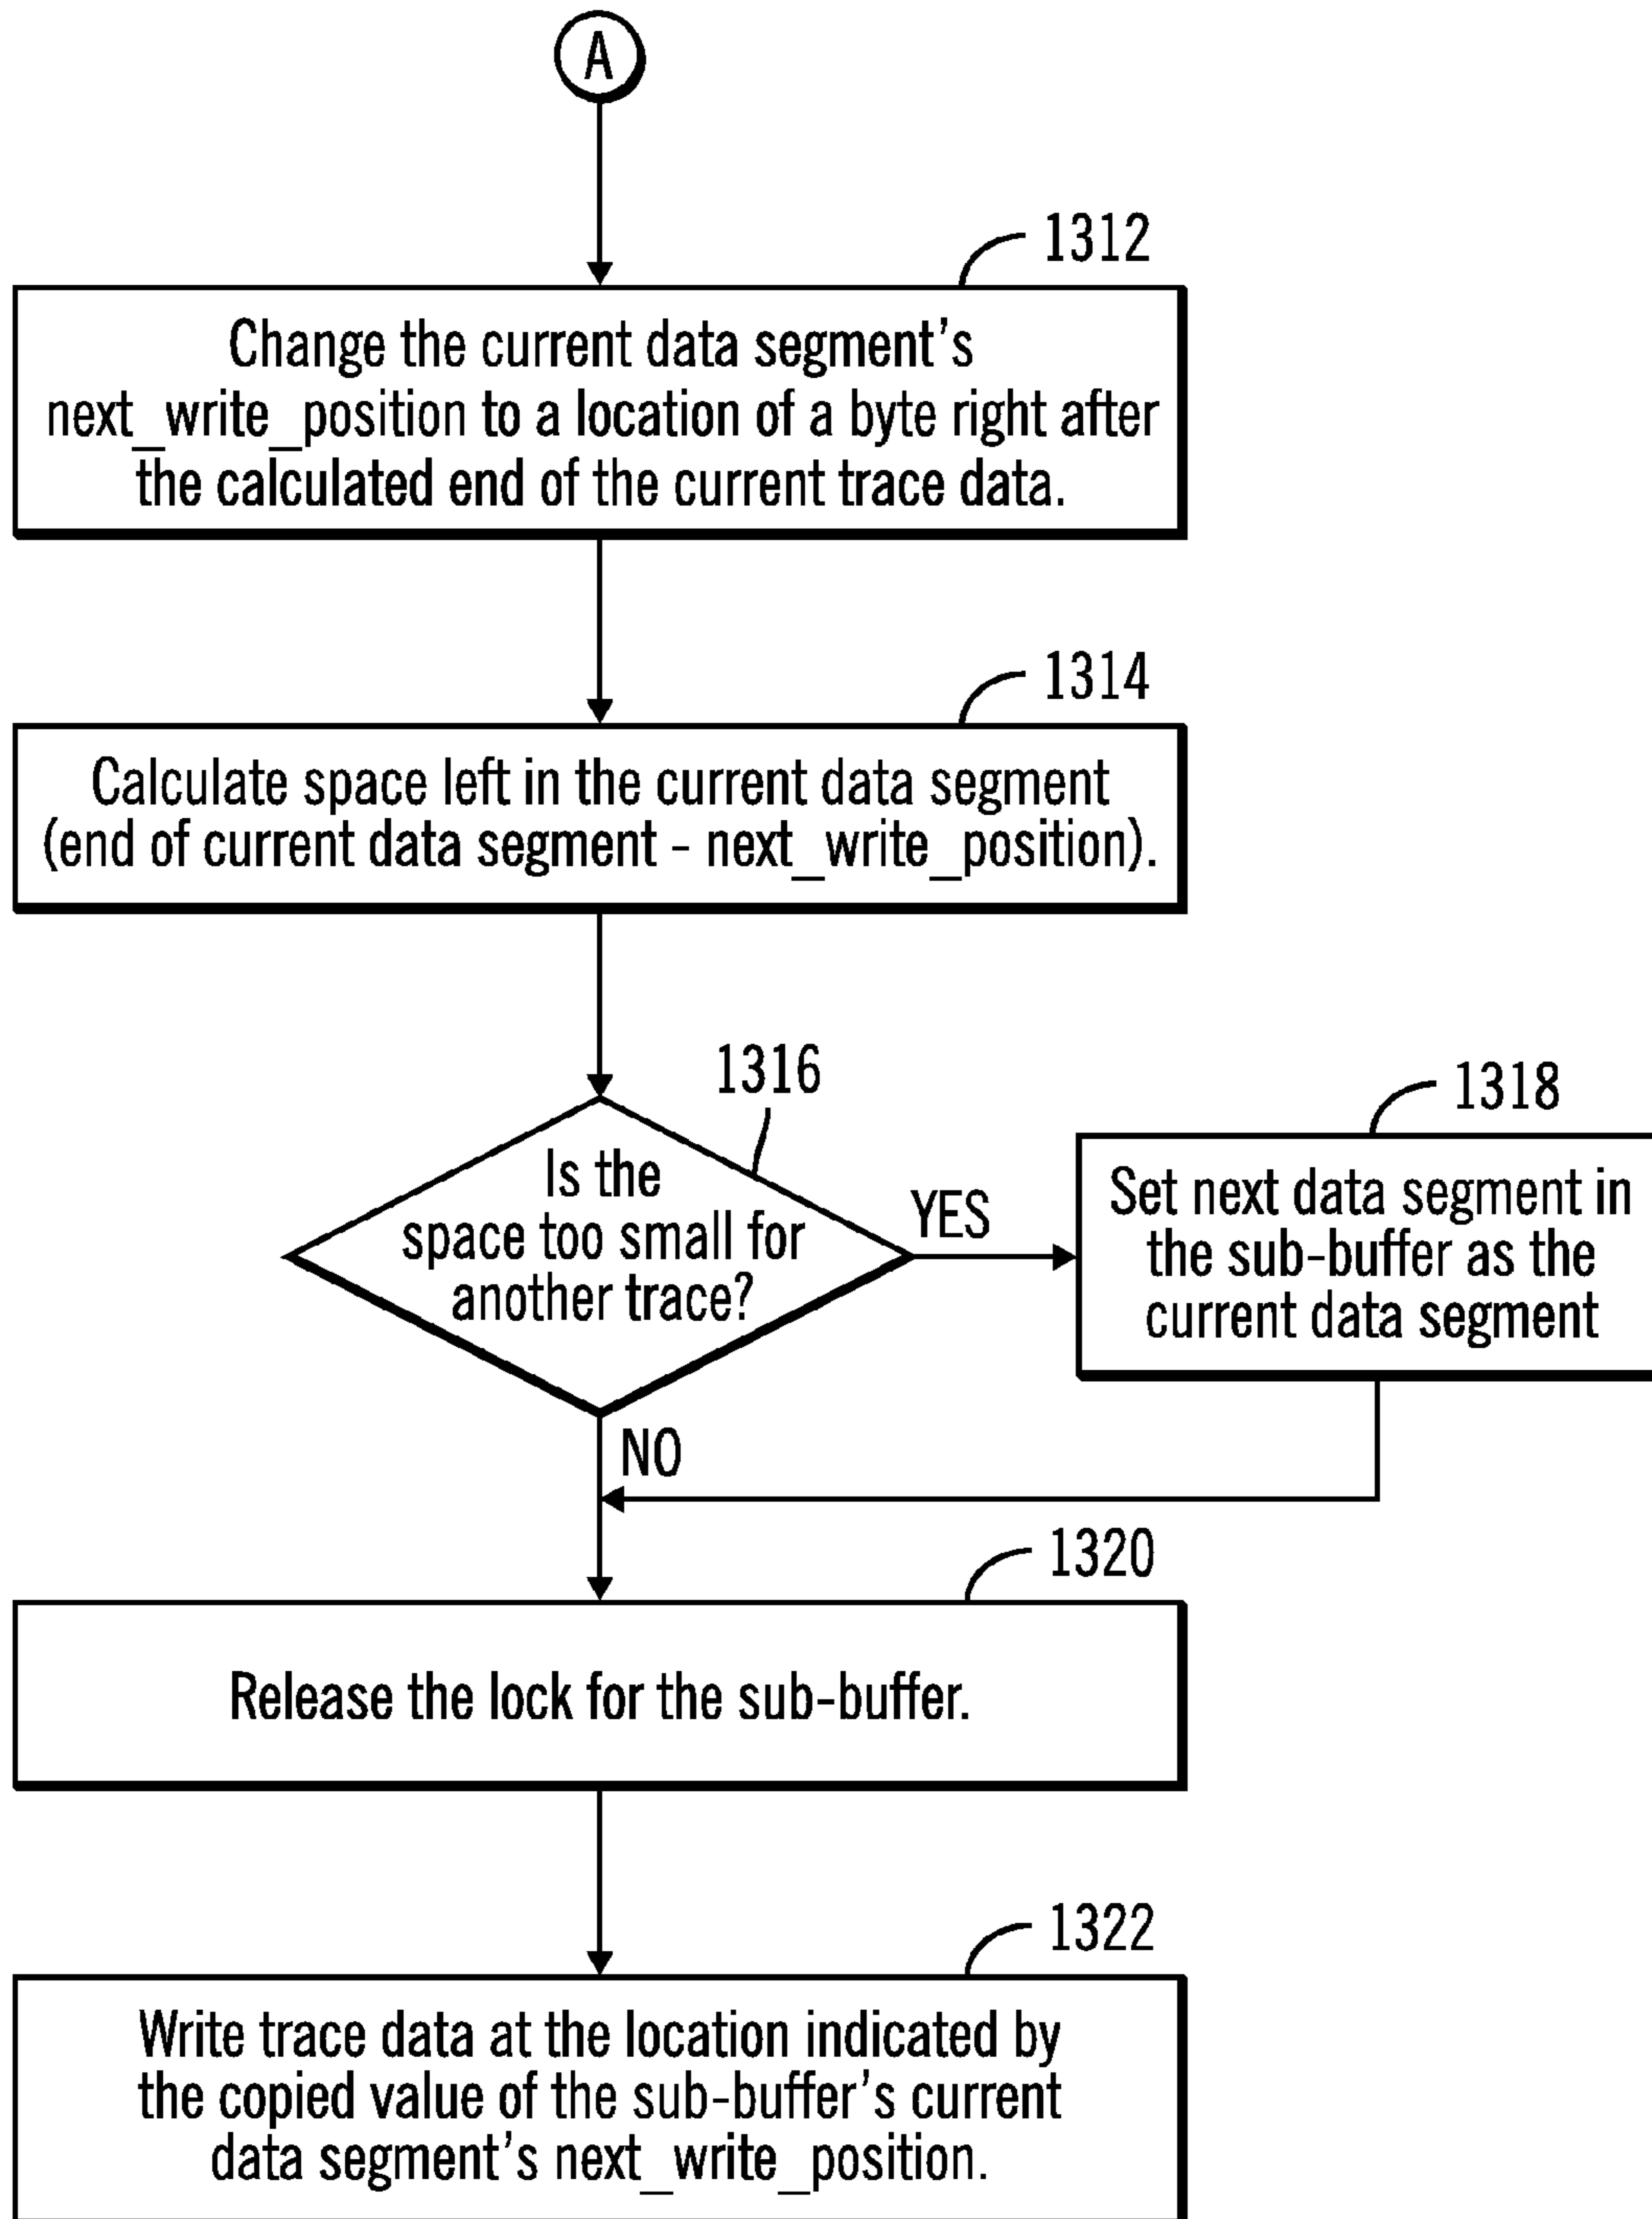 A
1312
Change the current data segment's
next_write_position to a location of a byte right after
the calculated end of the current trace data.
1314
Calculate space left in the current data segment
(end of current data segment - next_write_position).
1316
Is the
space too small for
another trace?
YES
1318
Set next data segment in
the sub-buffer as the
current data segment
NO
1320
Release the lock for the sub-buffer.
1322
Write trace data at the location indicated by
the copied value of the sub-buffer's current
data segment's next_write_position.